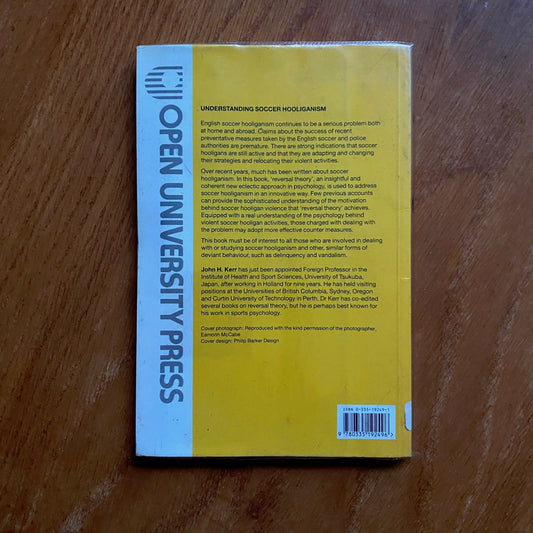 OPEN UNIVERSITY PRESS
UNDERSTANDING SOCCER HOOLIGANISM
English soccer hooliganism continues to be a serious problem both
at home and abroad. Claims about the success of recent
preventative measures taken by the English soccer and police
authorities are premature. There are strong indications that soccer
hooligans are still active and that they are adapting and changing
their strategies and relocating their violent activities.
Over recent years, much has been written about soccer
hooliganism. In this book, 'reversal theory', an insightful and
coherent new eclectic approach in psychology, is used to address
soccer hooliganism in an innovative way. Few previous accounts
can provide the sophisticated understanding of the motivation
behind soccer hooligan violence that 'reversal theory' achieves.
Equipped with a real understanding of the psychology behind
violent soccer hooligan activities, those charged with dealing with
the problem may adopt more effective counter measures.
This book must be of interest to all those who are involved in dealing
with or studying soccer hooliganism and other, similar forms of
deviant behaviour, such as delinquency and vandalism.
John H. Kerr has just been appointed Foreign Professor in the
Institute of Health and Sport Sciences, University of Tsukuba,
Japan, after working in Holland for nine years. He has held visiting
positions at the Universities of British Columbia, Sydney, Oregon
and Curtin University of Technology in Perth. Dr Kerr has co-edited
several books on reversal theory, but he is perhaps best known for
his work in sports psychology.
Cover photograph: Reproduced with the kind permission of the photographer,
Eamonn McCabe
Cover design: Philip Barker Design
ISBN 0-335-19249-1
9 780335 192496